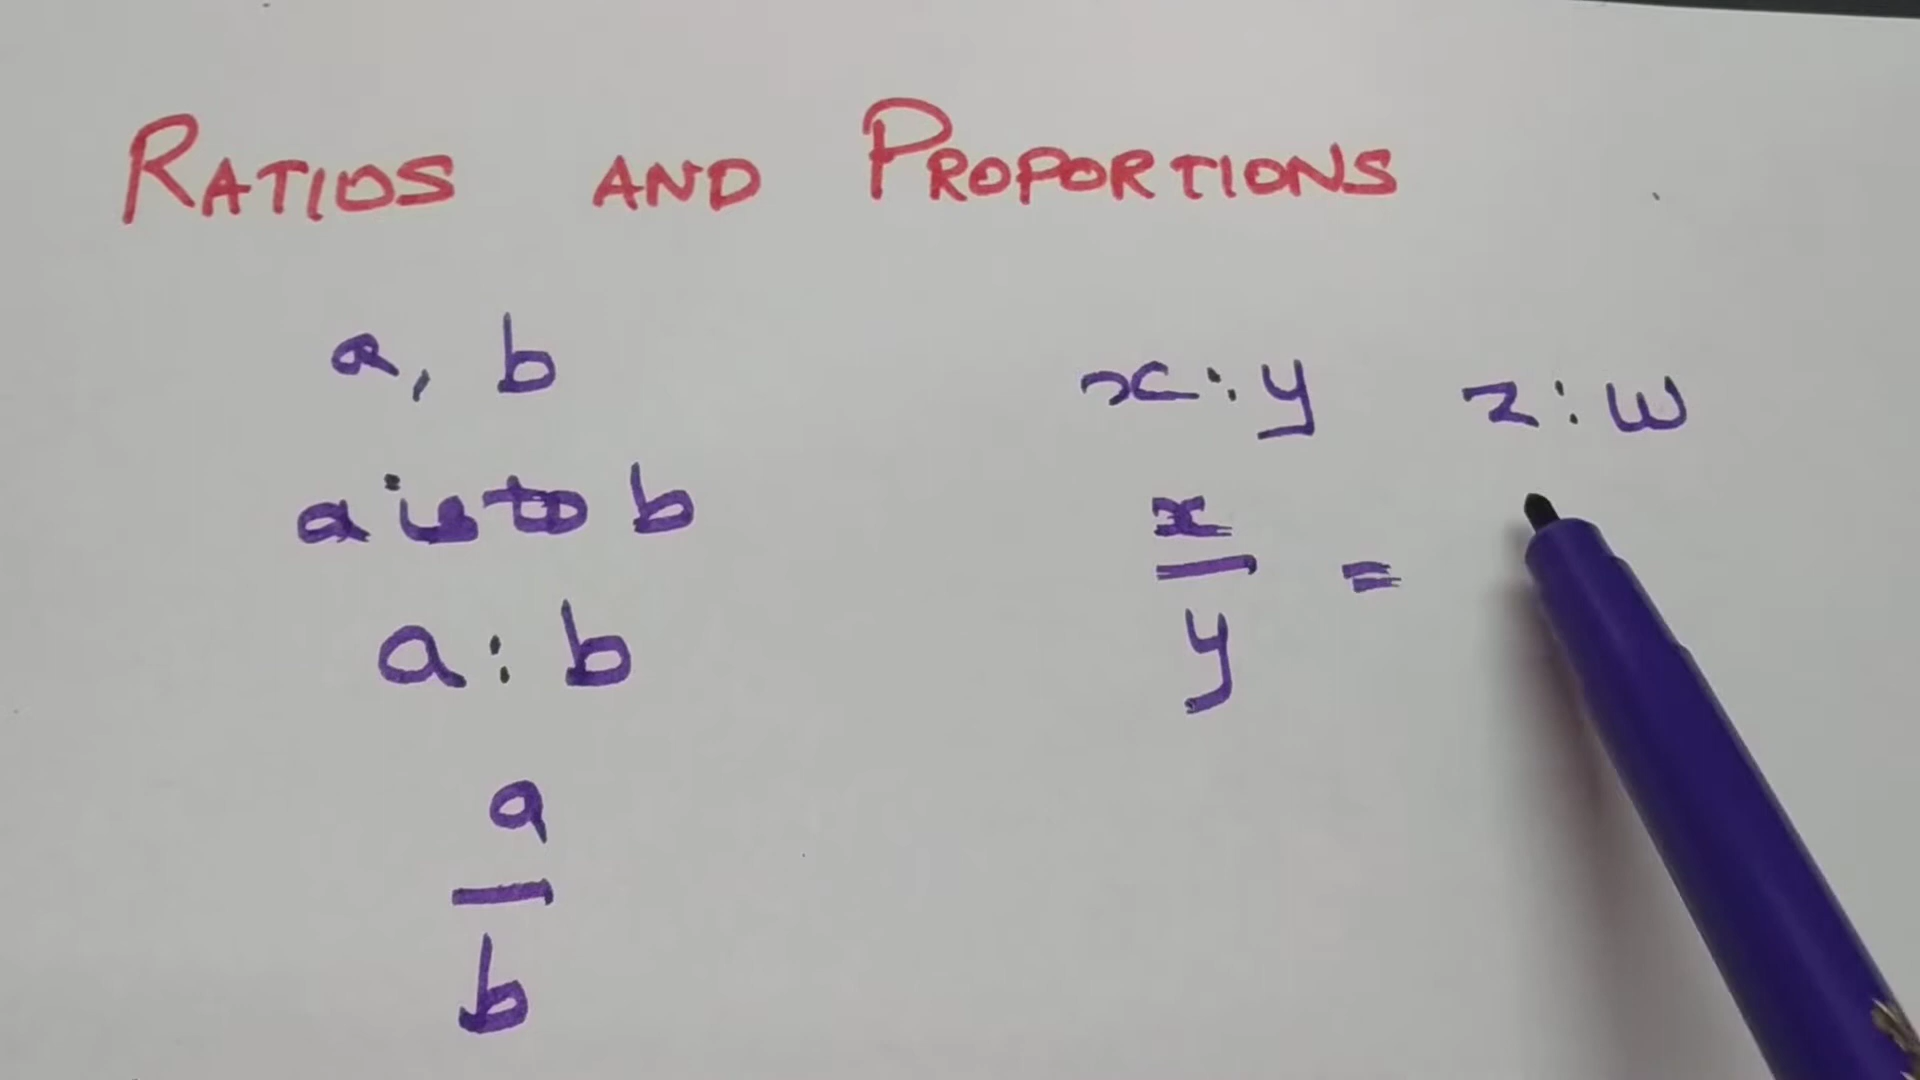 RATIOS AND PROPORTIONS
a, b
a is to b
a : b
a
b
x : y
z : w
x
y
=